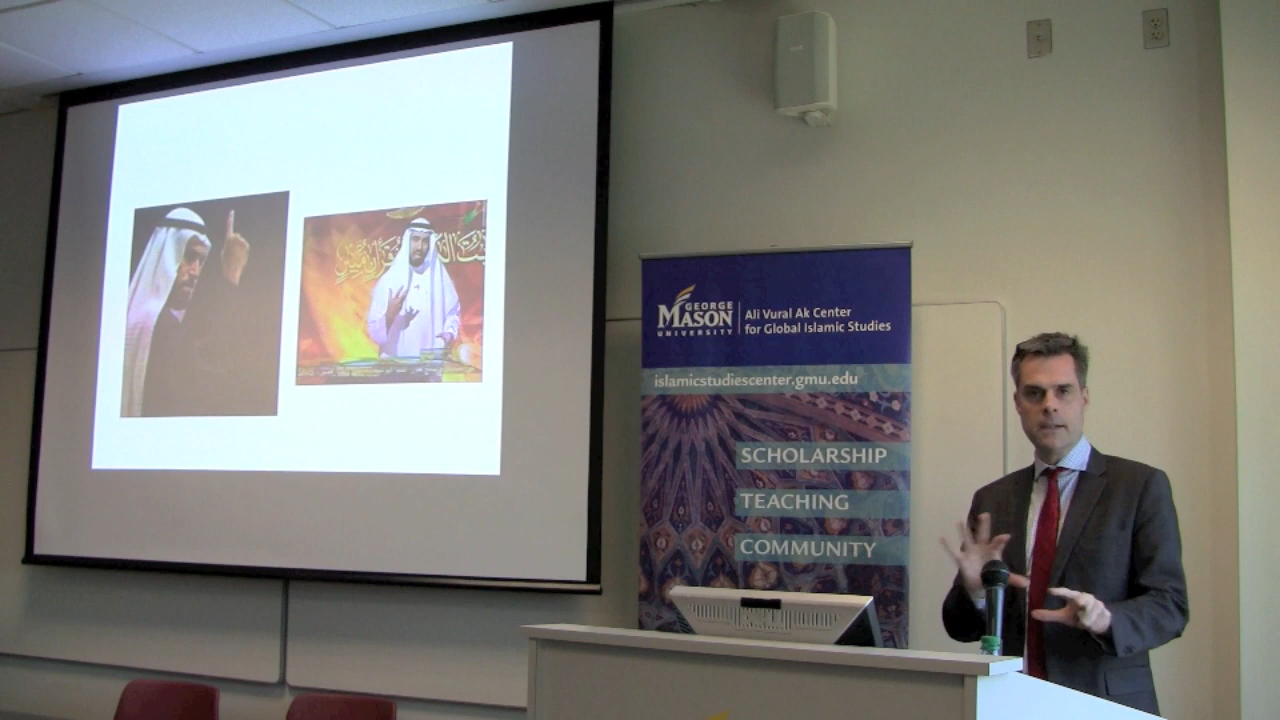 GEORGE
MASON
UNIVERSITY
Ali Vural Ak Center
for Global Islamic Studies
islamicstudiescenter.gmu.edu
SCHOLARSHIP
TEACHING
COMMUNITY